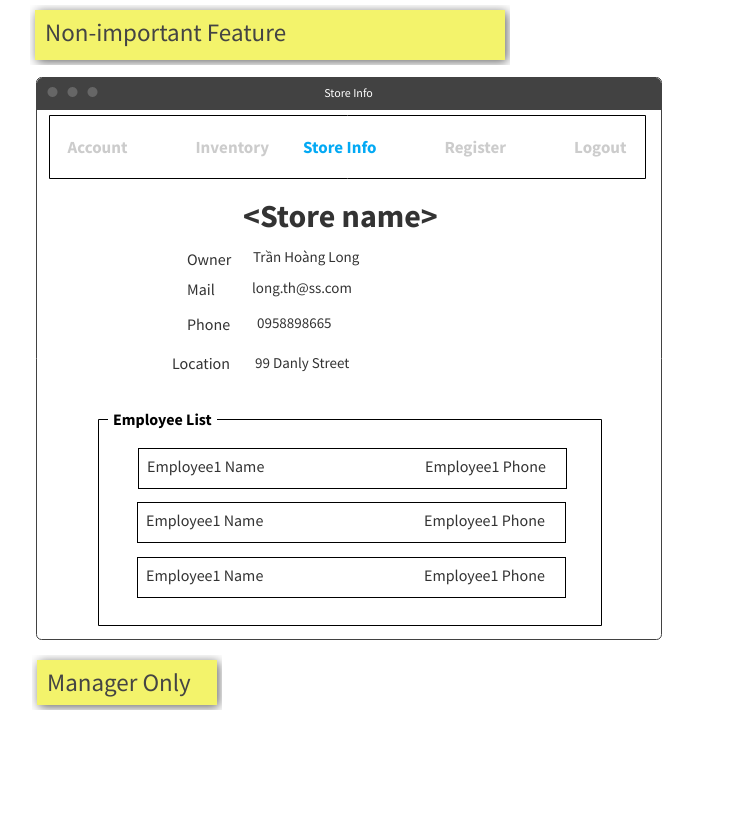 Non-important Feature
Store Info
Account Inventory Store Info Register Logout
<Store name>
Owner Trần Hoàng Long
Mail long.th@ss.com
Phone 0958898665
Location 99 Danly Street
Employee List
Employee1 Name Employee1 Phone
Employee1 Name Employee1 Phone
Employee1 Name Employee1 Phone
Manager Only